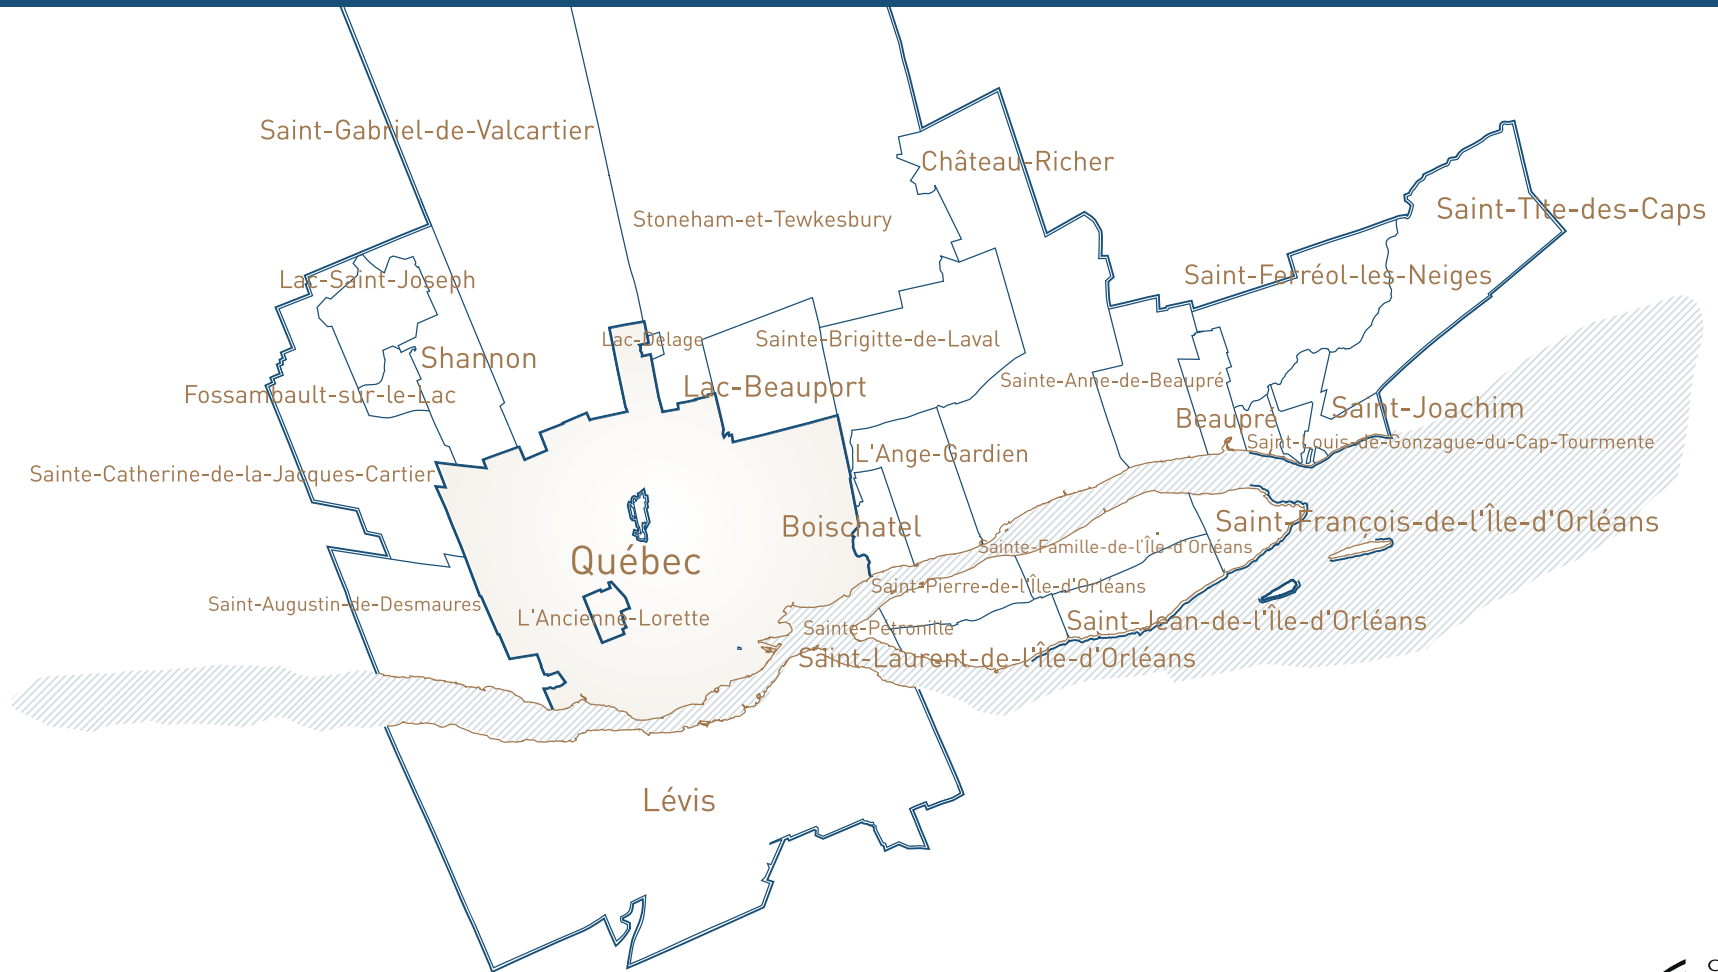 Saint-Gabriel-de-Valcartier
Château-Richer
Stoneham-et-Tewkesbury
Saint-Tite-des-Caps
Lac-Saint-Joseph
Saint-Ferréol-les-Neiges
Lac-Delage
Sainte-Brigitte-de-Laval
Shannon
Fossambault-sur-le-Lac
Lac-Beauport
Sainte-Anne-de-Beaupré
Beaupré
Saint-Joachim
Saint-Louis-de-Gonzague-du-Cap-Tourmente
L'Ange-Gardien
Sainte-Catherine-de-la-Jacques-Cartier
Boischatel
Saint-François-de-l'Île-d'Orléans
Québec
Sainte-Famille-de-l'Île-d'Orléans
Saint-Pierre-de-l'Île-d'Orléans
Saint-Augustin-de-Desmaures
L'Ancienne-Lorette
Sainte-Pétronille
Saint-Jean-de-l'Île-d'Orléans
Saint-Laurent-de-l'Île-d'Orléans
Lévis